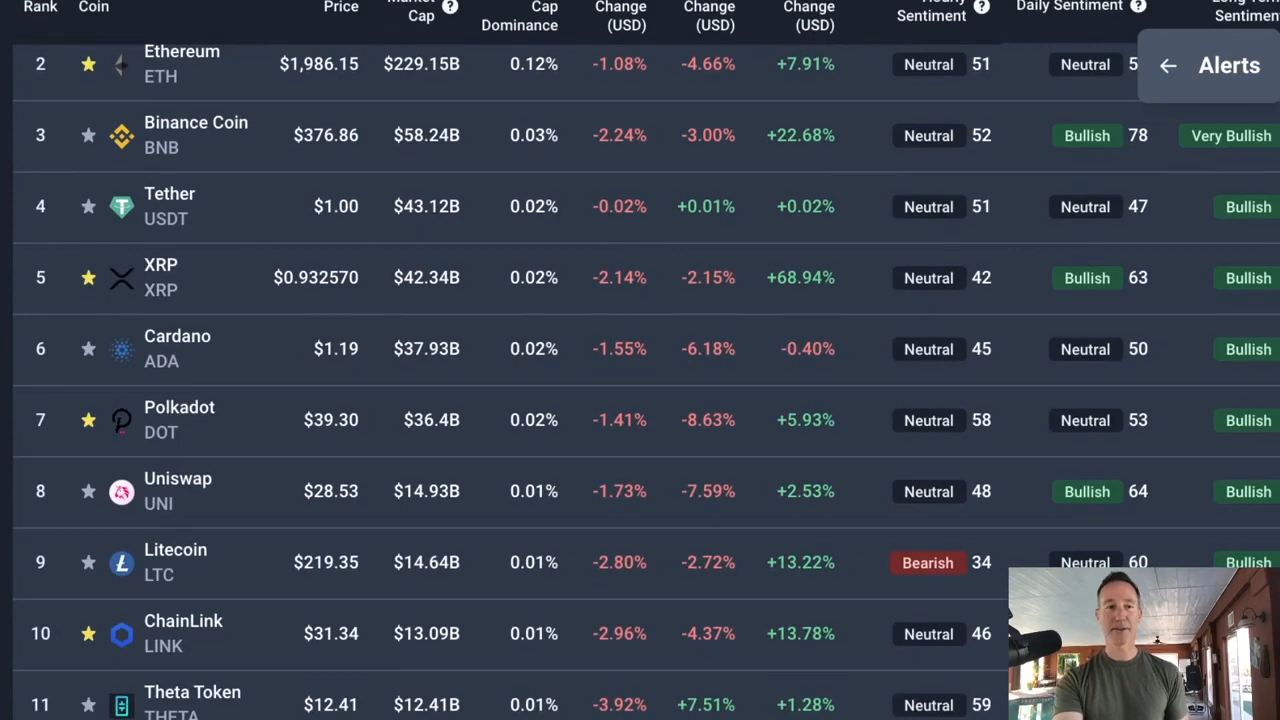 Rank Coin Price Market Cap Cap Dominance Change (USD) Change (USD) Change (USD) Hourly Sentiment Daily Sentiment Long Term Sentiment
2 Ethereum ETH $1,986.15 $229.15B 0.12% -1.08% -4.66% +7.91% Neutral 51 Neutral
← Alerts
3 Binance Coin BNB $376.86 $58.24B 0.03% -2.24% -3.00% +22.68% Neutral 52 Bullish 78 Very Bullish
4 Tether USDT $1.00 $43.12B 0.02% -0.02% +0.01% +0.02% Neutral 51 Neutral 47 Bullish
5 XRP XRP $0.932570 $42.34B 0.02% -2.14% -2.15% +68.94% Neutral 42 Bullish 63 Bullish
6 Cardano ADA $1.19 $37.93B 0.02% -1.55% -6.18% -0.40% Neutral 45 Neutral 50 Bullish
7 Polkadot DOT $39.30 $36.4B 0.02% -1.41% -8.63% +5.93% Neutral 58 Neutral 53 Bullish
8 Uniswap UNI $28.53 $14.93B 0.01% -1.73% -7.59% +2.53% Neutral 48 Bullish 64 Bullish
9 Litecoin LTC $219.35 $14.64B 0.01% -2.80% -2.72% +13.22% Bearish 34 Neutral 60 Bullish
10 ChainLink LINK $31.34 $13.09B 0.01% -2.96% -4.37% +13.78% Neutral 46
11 Theta Token THETA $12.41 $12.41B 0.01% -3.92% +7.51% +1.28% Neutral 59